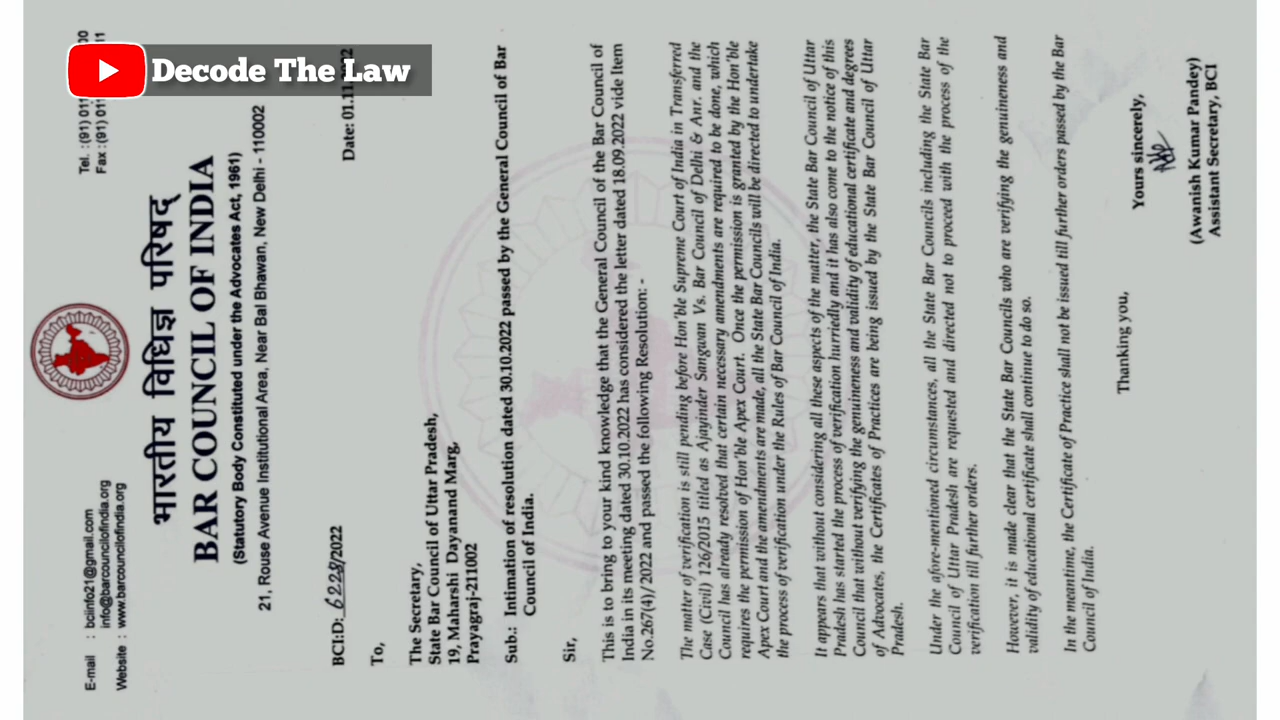 Decode The Law
E-mail : bciinfo21@gmail.com
info@barcouncilofindia.org
Website : www.barcouncilofindia.org
Tel. : (91) 011
Fax : (91) 011
भारतीय विधिज्ञ परिषद्
BAR COUNCIL OF INDIA
(Statutory Body Constituted under the Advocates Act, 1961)
21, Rouse Avenue Institutional Area, Near Bal Bhawan, New Delhi - 110002
BCI:D: 6228/2022
Date: 01.11.2022
To,
The Secretary,
State Bar Council of Uttar Pradesh,
19, Maharshi Dayanand Marg,
Prayagraj-211002
Sub.: Intimation of resolution dated 30.10.2022 passed by the General Council of Bar
Council of India.
Sir,
This is to bring to your kind knowledge that the General Council of the Bar Council of
India in its meeting dated 30.10.2022 has considered the letter dated 18.09.2022 vide Item
No.267(4)/2022 and passed the following Resolution: -
The matter of verification is still pending before Hon'ble Supreme Court of India in Transferred
Case (Civil) 126/2015 titled as Ajayinder Sangwan Vs. Bar Council of Delhi & Anr. and the
Council has already resolved that certain necessary amendments are required to be done, which
requires the permission of Hon'ble Apex Court. Once the permission is granted by the Hon'ble
Apex Court and the amendments are made, all the State Bar Councils will be directed to undertake
the process of verification under the Rules of Bar Council of India.
It appears that without considering all these aspects of the matter, the State Bar Council of Uttar
Pradesh has started the process of verification hurriedly and it has also come to the notice of this
Council that without verifying the genuineness and validity of educational certificate and degrees
of Advocates, the Certificates of Practices are being issued by the State Bar Council of Uttar
Pradesh.
Under the afore-mentioned circumstances, all the State Bar Councils including the State Bar
Council of Uttar Pradesh are requested and directed not to proceed with the process of the
verification till further orders.
However, it is made clear that the State Bar Councils who are verifying the genuineness and
validity of educational certificate shall continue to do so.
In the meantime, the Certificate of Practice shall not be issued till further orders passed by the Bar
Council of India.
Thanking you,
Yours sincerely,
(Awanish Kumar Pandey)
Assistant Secretary, BCI